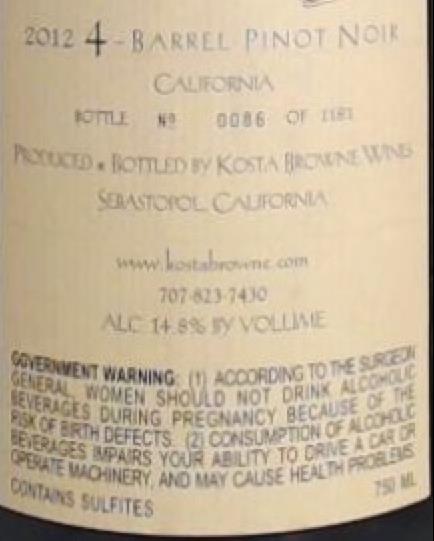 2012 4-BARREL PINOT NOIR
CALIFORNIA
BOTTLE Nº 0086 OF 1181
PRODUCED & BOTTLED BY KOSTA BROWNE WINES
SEBASTOPOL, CALIFORNIA
www.kostabrowne.com
707-823-7430
ALC 14.8% BY VOLUME
GOVERNMENT WARNING: (1) ACCORDING TO THE SURGEON
GENERAL, WOMEN SHOULD NOT DRINK ALCOHOLIC
BEVERAGES DURING PREGNANCY BECAUSE OF THE
RISK OF BIRTH DEFECTS. (2) CONSUMPTION OF ALCOHOLIC
BEVERAGES IMPAIRS YOUR ABILITY TO DRIVE A CAR OR
OPERATE MACHINERY, AND MAY CAUSE HEALTH PROBLEMS.
CONTAINS SULFITES 750 ML